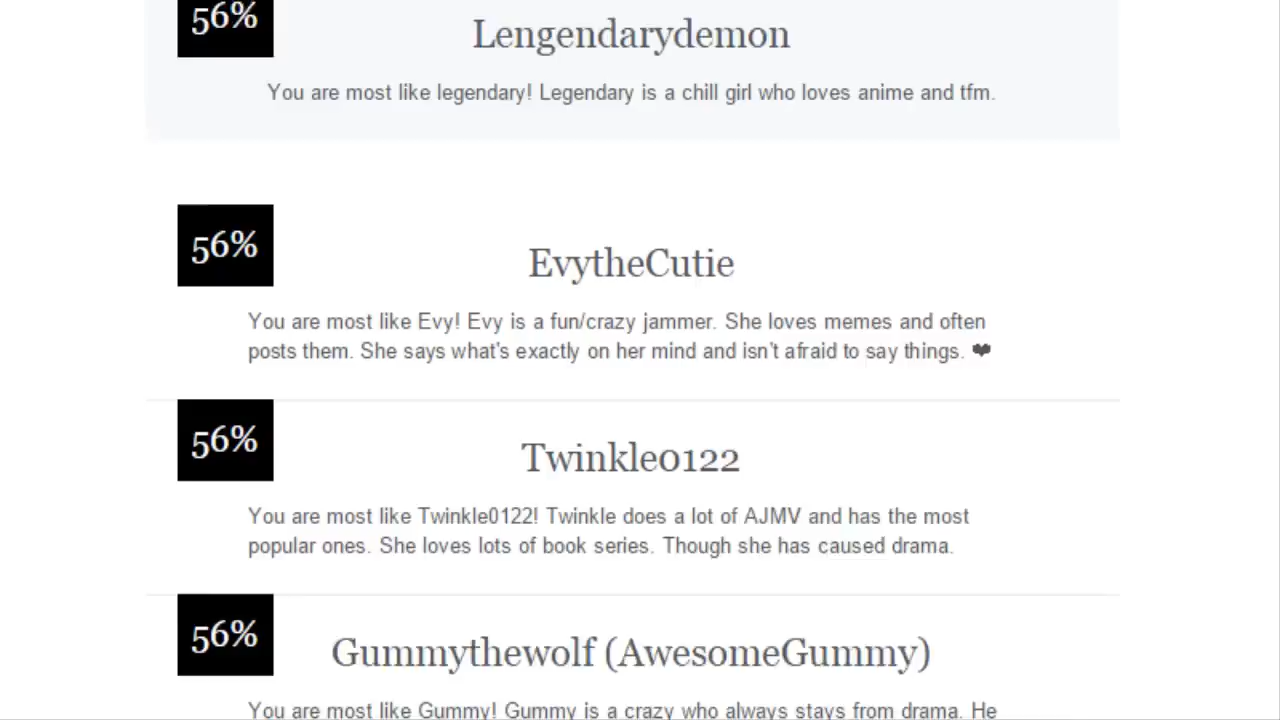 56%
Lengendarydemon
You are most like legendary! Legendary is a chill girl who loves anime and tfm.
56%
EvytheCutie
You are most like Evy! Evy is a fun/crazy jammer. She loves memes and often
posts them. She says what's exactly on her mind and isn't afraid to say things. ❤
56%
Twinkle0122
You are most like Twinkle0122! Twinkle does a lot of AJMV and has the most
popular ones. She loves lots of book series. Though she has caused drama.
56%
Gummythewolf (AwesomeGummy)
You are most like Gummy! Gummy is a crazy who always stays from drama. He